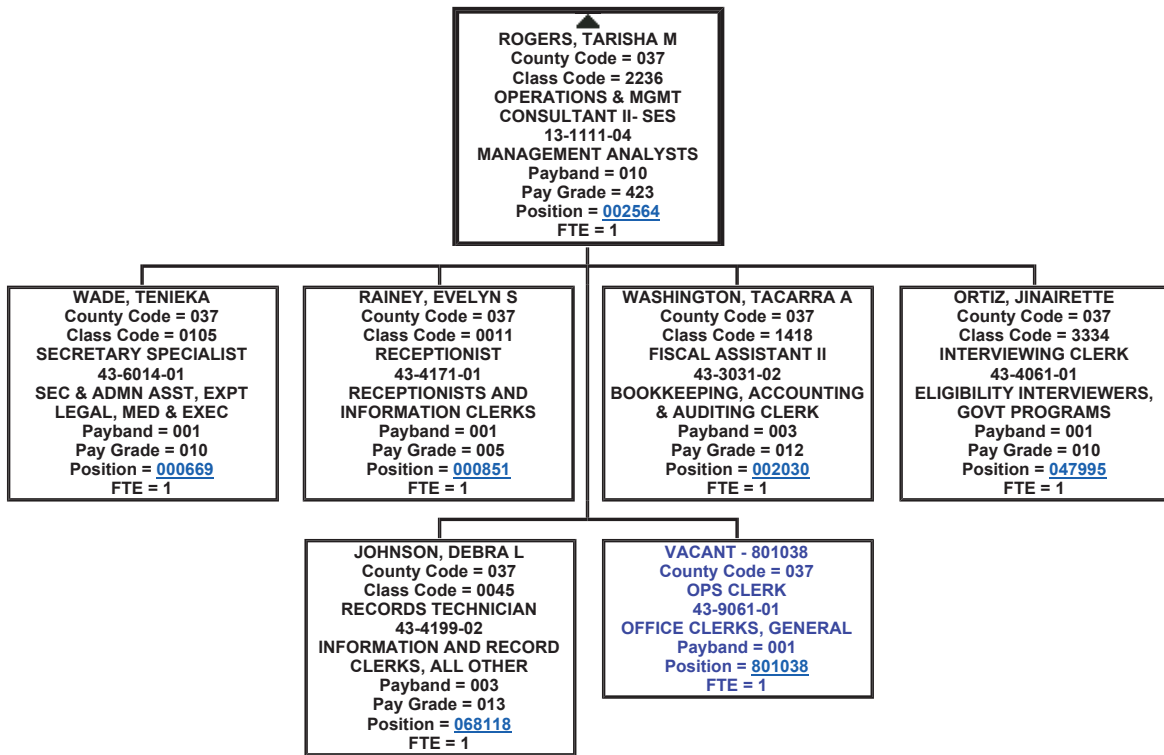 ROGERS, TARISHA M
County Code = 037
Class Code = 2236
OPERATIONS & MGMT
CONSULTANT II- SES
13-1111-04
MANAGEMENT ANALYSTS
Payband = 010
Pay Grade = 423
Position = 002564
FTE = 1
WADE, TENIEKA
County Code = 037
Class Code = 0105
SECRETARY SPECIALIST
43-6014-01
SEC & ADMN ASST, EXPT
LEGAL, MED & EXEC
Payband = 001
Pay Grade = 010
Position = 000669
FTE = 1
RAINEY, EVELYN S
County Code = 037
Class Code = 0011
RECEPTIONIST
43-4171-01
RECEPTIONISTS AND
INFORMATION CLERKS
Payband = 001
Pay Grade = 005
Position = 000851
FTE = 1
WASHINGTON, TACARRA A
County Code = 037
Class Code = 1418
FISCAL ASSISTANT II
43-3031-02
BOOKKEEPING, ACCOUNTING
& AUDITING CLERK
Payband = 003
Pay Grade = 012
Position = 002030
FTE = 1
ORTIZ, JINAIRETTE
County Code = 037
Class Code = 3334
INTERVIEWING CLERK
43-4061-01
ELIGIBILITY INTERVIEWERS,
GOVT PROGRAMS
Payband = 001
Pay Grade = 010
Position = 047995
FTE = 1
JOHNSON, DEBRA L
County Code = 037
Class Code = 0045
RECORDS TECHNICIAN
43-4199-02
INFORMATION AND RECORD
CLERKS, ALL OTHER
Payband = 003
Pay Grade = 013
Position = 068118
FTE = 1
VACANT - 801038
County Code = 037
OPS CLERK
43-9061-01
OFFICE CLERKS, GENERAL
Payband = 001
Position = 801038
FTE = 1